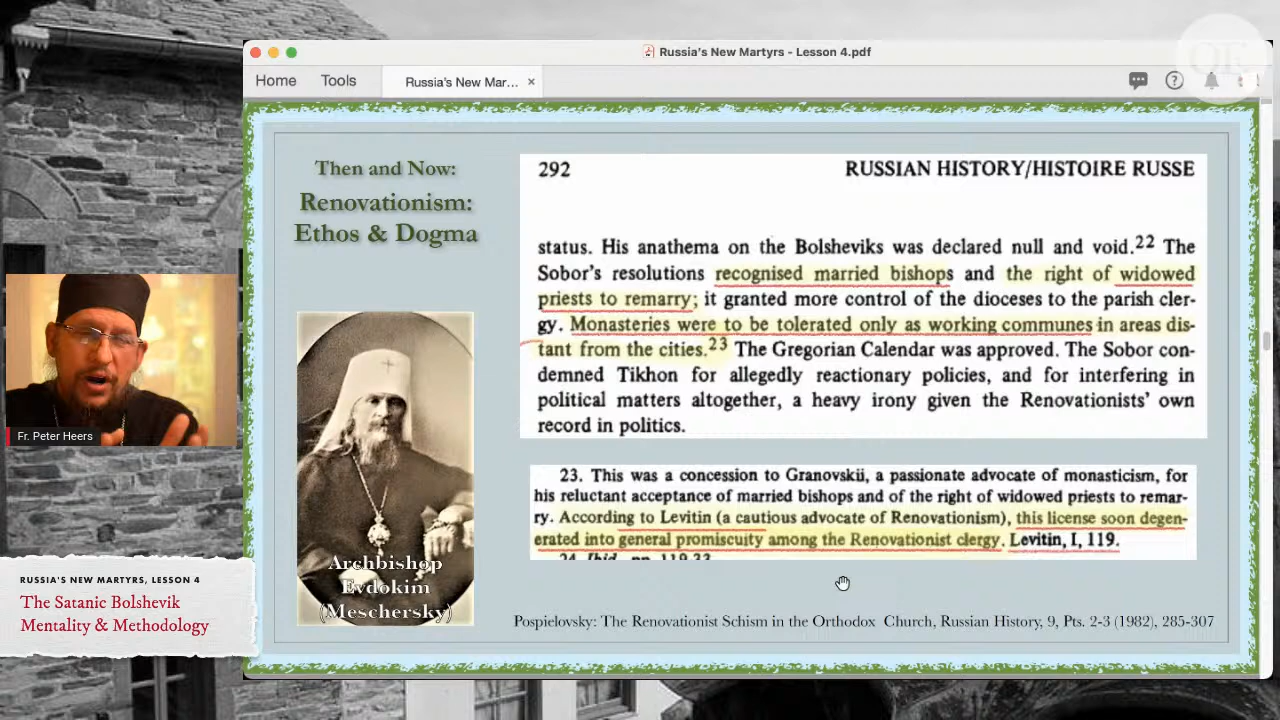 Russia's New Martyrs - Lesson 4.pdf
Home
Tools
Russia's New Mar...
Then and Now:
Renovationism:
Ethos & Dogma
292
RUSSIAN HISTORY/HISTOIRE RUSSE
status. His anathema on the Bolsheviks was declared null and void.22 The
Sobor's resolutions recognised married bishops and the right of widowed
priests to remarry; it granted more control of the dioceses to the parish cler-
gy. Monasteries were to be tolerated only as working communes in areas dis-
tant from the cities.23 The Gregorian Calendar was approved. The Sobor con-
demned Tikhon for allegedly reactionary policies, and for interfering in
political matters altogether, a heavy irony given the Renovationists' own
record in politics.
23. This was a concession to Granovskii, a passionate advocate of monasticism, for
his reluctant acceptance of married bishops and of the right of widowed priests to remar-
ry. According to Levitin (a cautious advocate of Renovationism), this license soon degen-
erated into general promiscuity among the Renovationist clergy. Levitin, I, 119.
Archbishop
Evdokim
(Meschersky)
Pospielovsky: The Renovationist Schism in the Orthodox Church, Russian History, 9, Pts. 2-3 (1982), 285-307
Fr. Peter Heers
RUSSIA'S NEW MARTYRS, LESSON 4
The Satanic Bolshevik
Mentality & Methodology